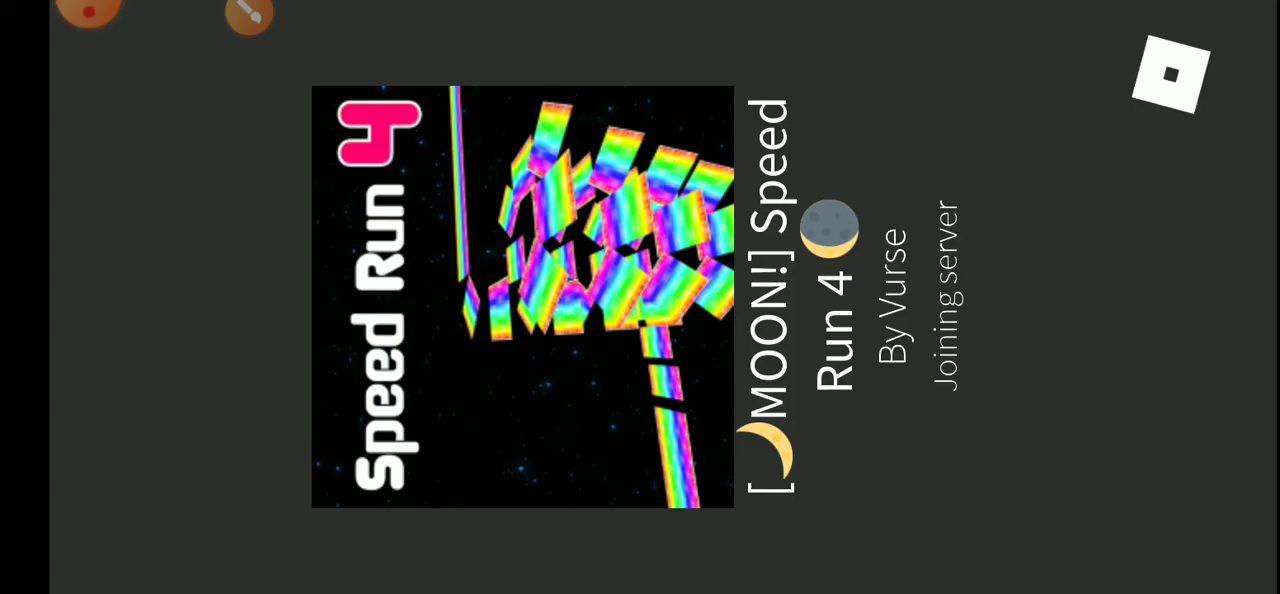 Speed Run 4
[🌙MOON!] Speed
Run 4 🌘
By Vurse
Joining server